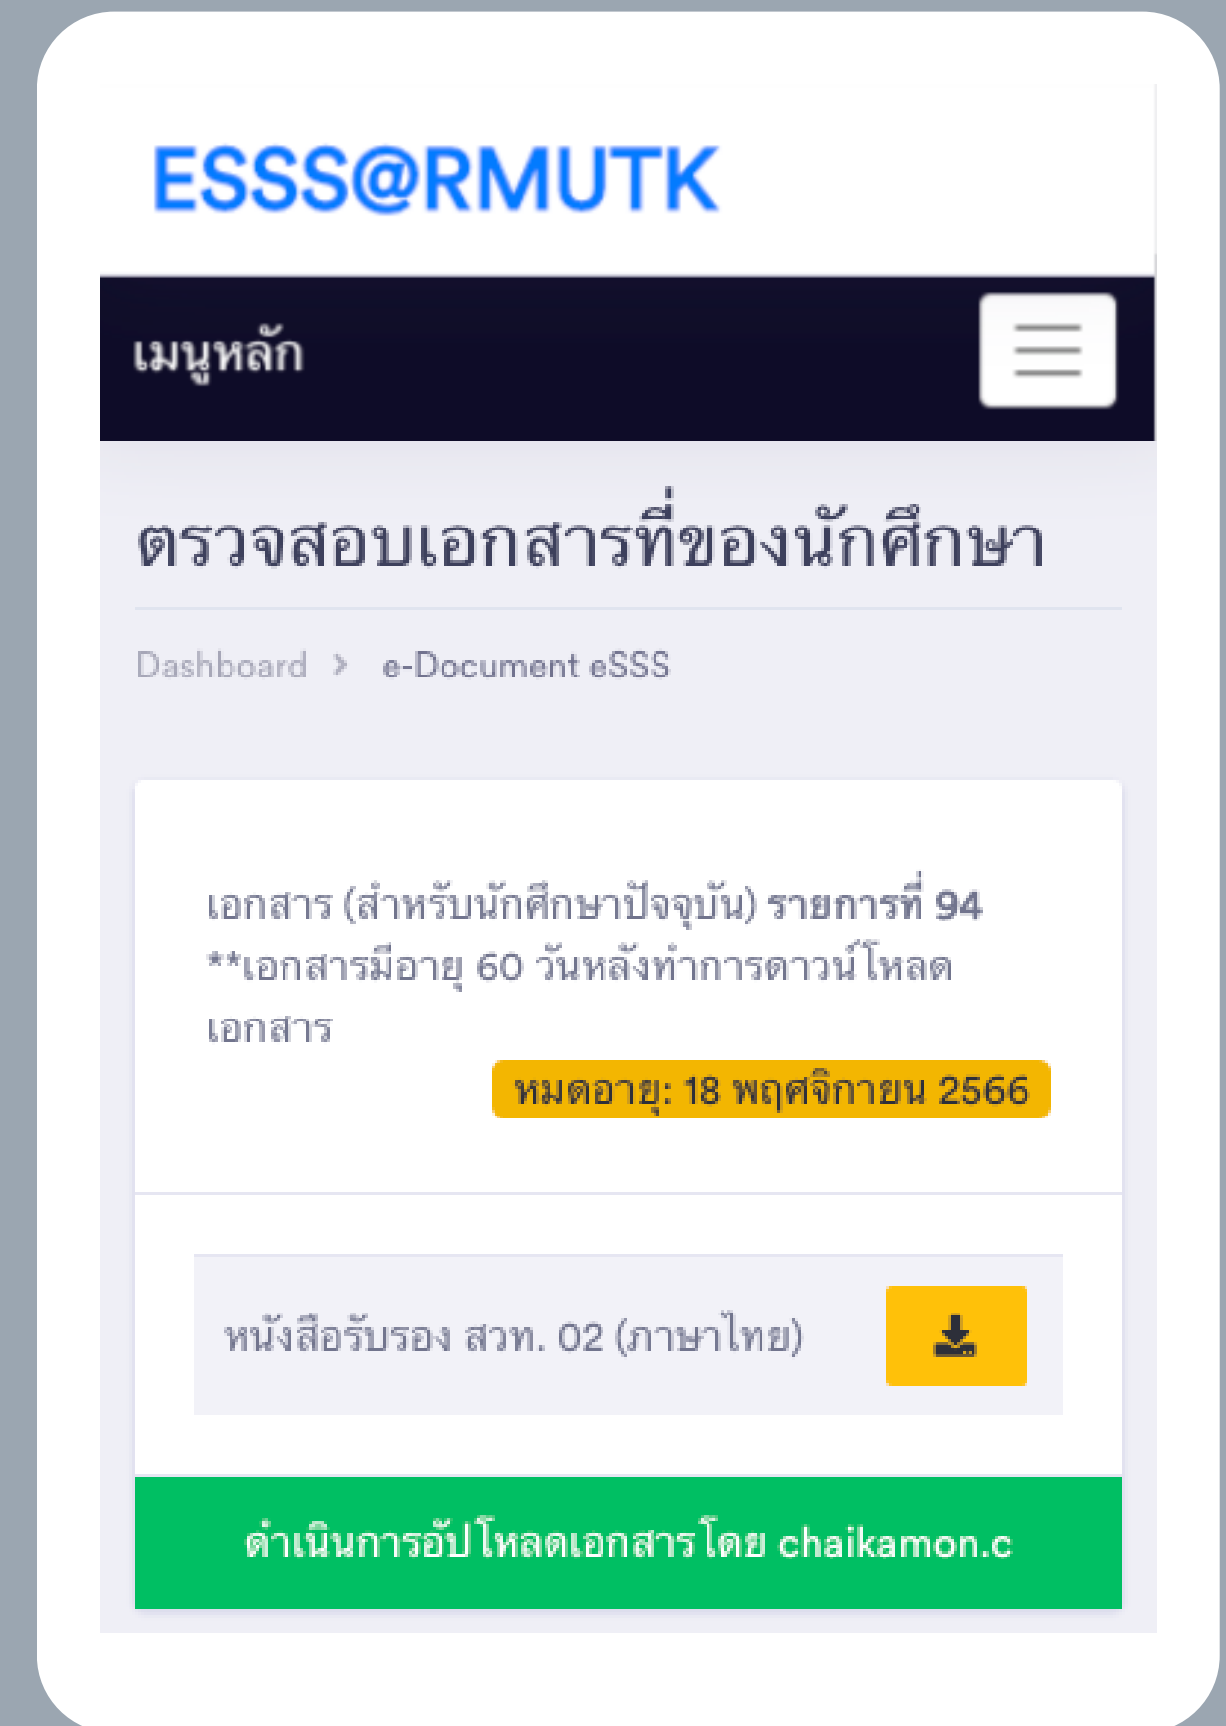 ESSS@RMUTK
เมนูหลัก
ตรวจสอบเอกสารที่ของนักศึกษา
Dashboard > e-Document eSSS
เอกสาร (สำหรับนักศึกษาปัจจุบัน) รายการที่ 94
**เอกสารมีอายุ 60 วันหลังทำการดาวน์โหลด
เอกสาร
หมดอายุ: 18 พฤศจิกายน 2566
หนังสือรับรอง สวท. 02 (ภาษาไทย)
ดำเนินการอัปโหลดเอกสารโดย chaikamon.c